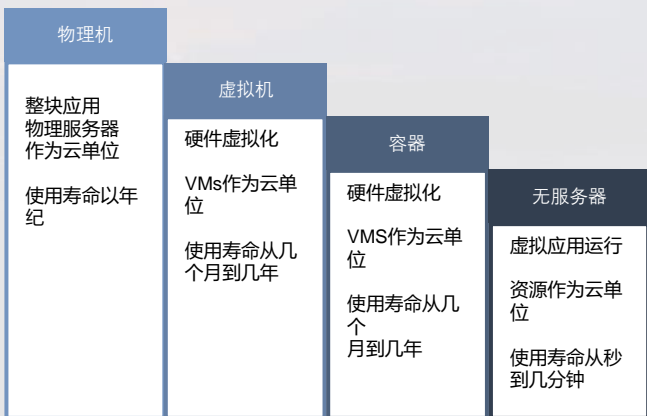 物理机
整块应用
物理服务器
作为云单位
使用寿命以年
纪
虚拟机
硬件虚拟化
VMs作为云单
位
使用寿命从几
个月到几年
容器
硬件虚拟化
VMS作为云单
位
使用寿命从几
个
月到几年
无服务器
虚拟应用运行
资源作为云单
位
使用寿命从秒
到几分钟